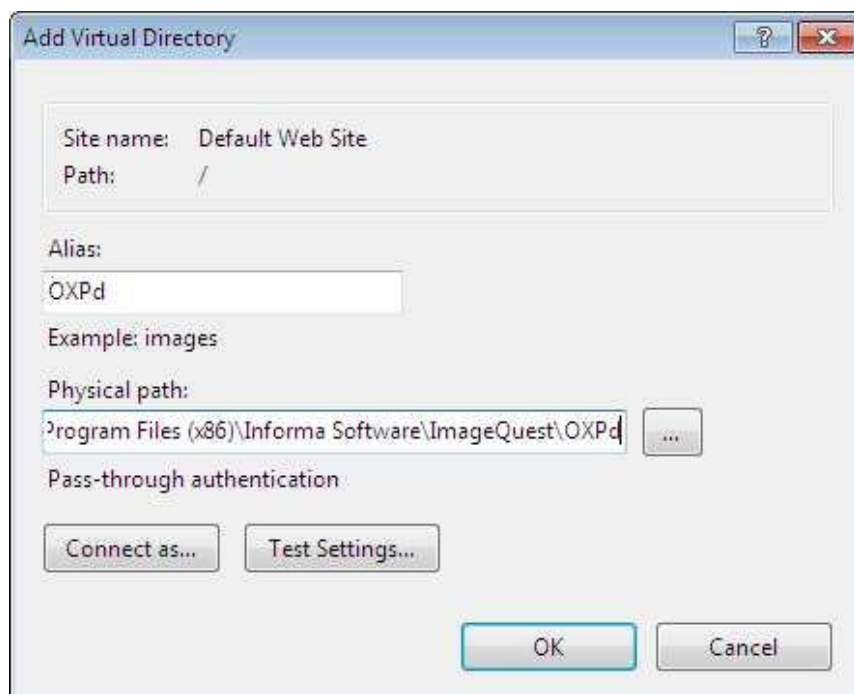 Add Virtual Directory
Site name: Default Web Site
Path: /
Alias:
OXPd
Example: images
Physical path:
Program Files (x86)\Informa Software\ImageQuest\OXPd
...
Pass-through authentication
Connect as... Test Settings...
OK Cancel